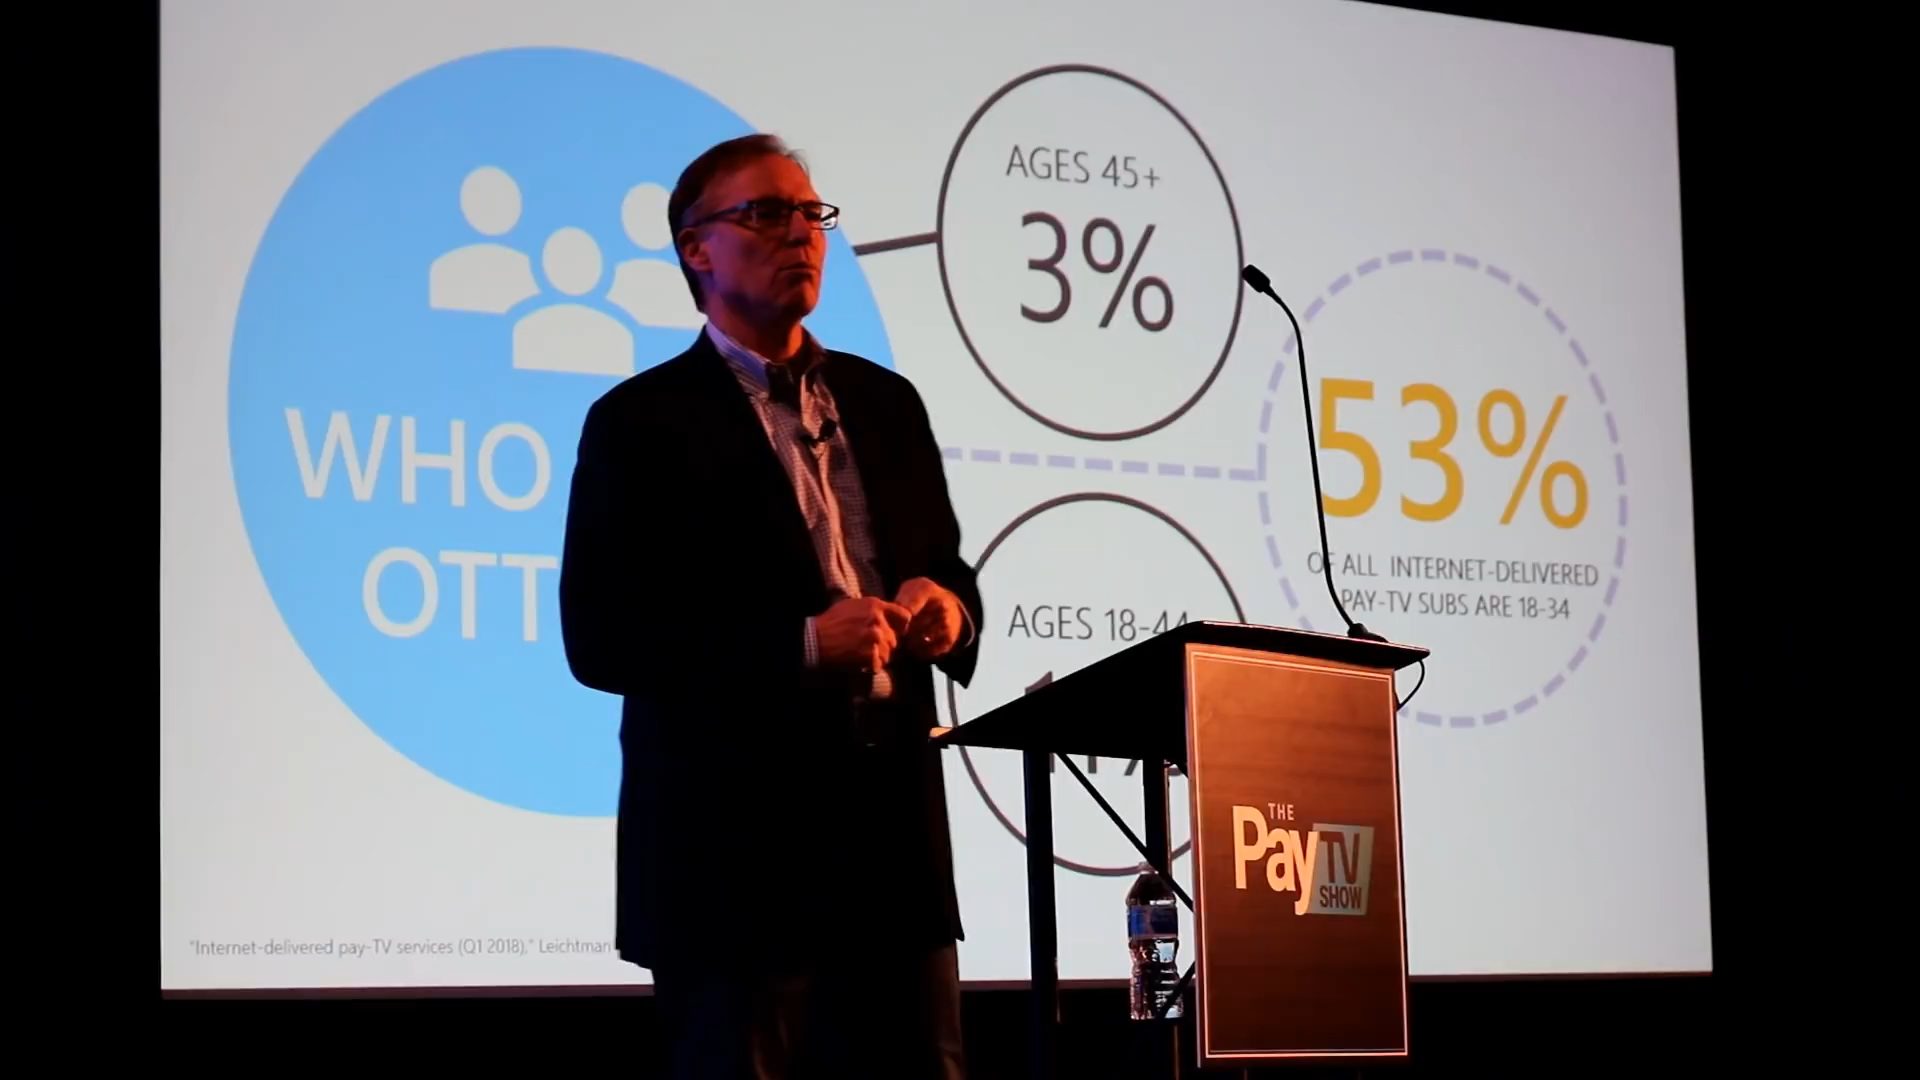 WHO
OTT
AGES 45+
3%
53%
OF ALL INTERNET-DELIVERED
PAY-TV SUBS ARE 18-34
AGES 18-44
THE
Pay TV
SHOW
"Internet-delivered pay-TV services (Q1 2018)," Leichtman